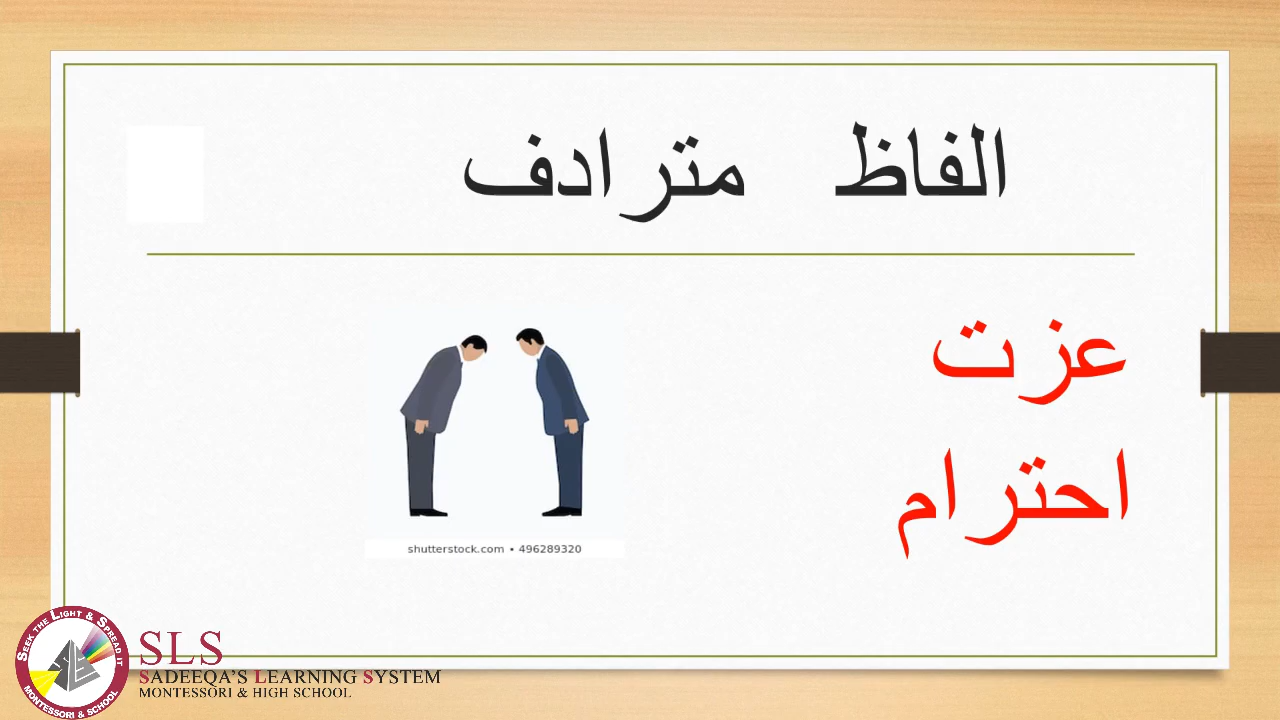 الفاظ مترادف
عزت
احترام
shutterstock.com • 496289320
SEEK THE LIGHT & SPREAD IT
MONTESSORI & SCHOOL
SLS
SADEEQA'S LEARNING SYSTEM
MONTESSORI & HIGH SCHOOL